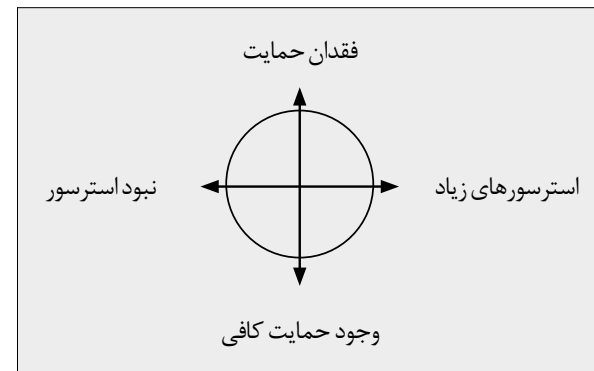 فقدان حمایت
استرسورهای زیاد
نبود استرسور
وجود حمایت کافی